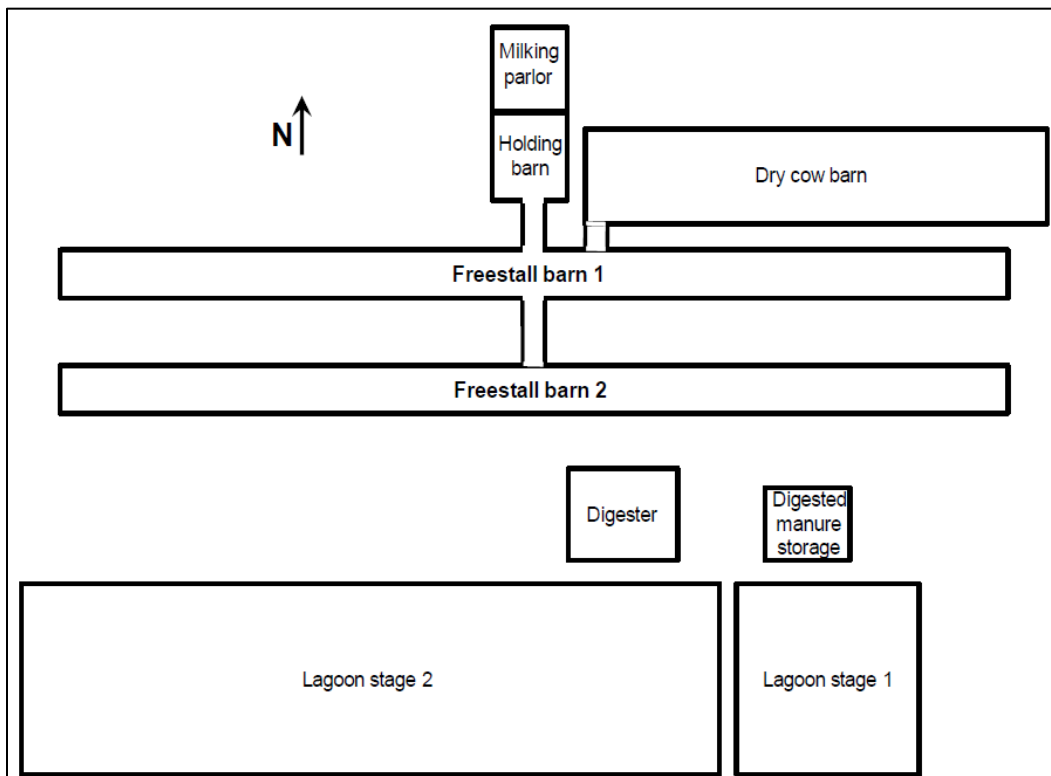 Milking
parlor
N
Holding
barn
Dry cow barn
Freestall barn 1
Freestall barn 2
Digester
Digested
manure
storage
Lagoon stage 2
Lagoon stage 1